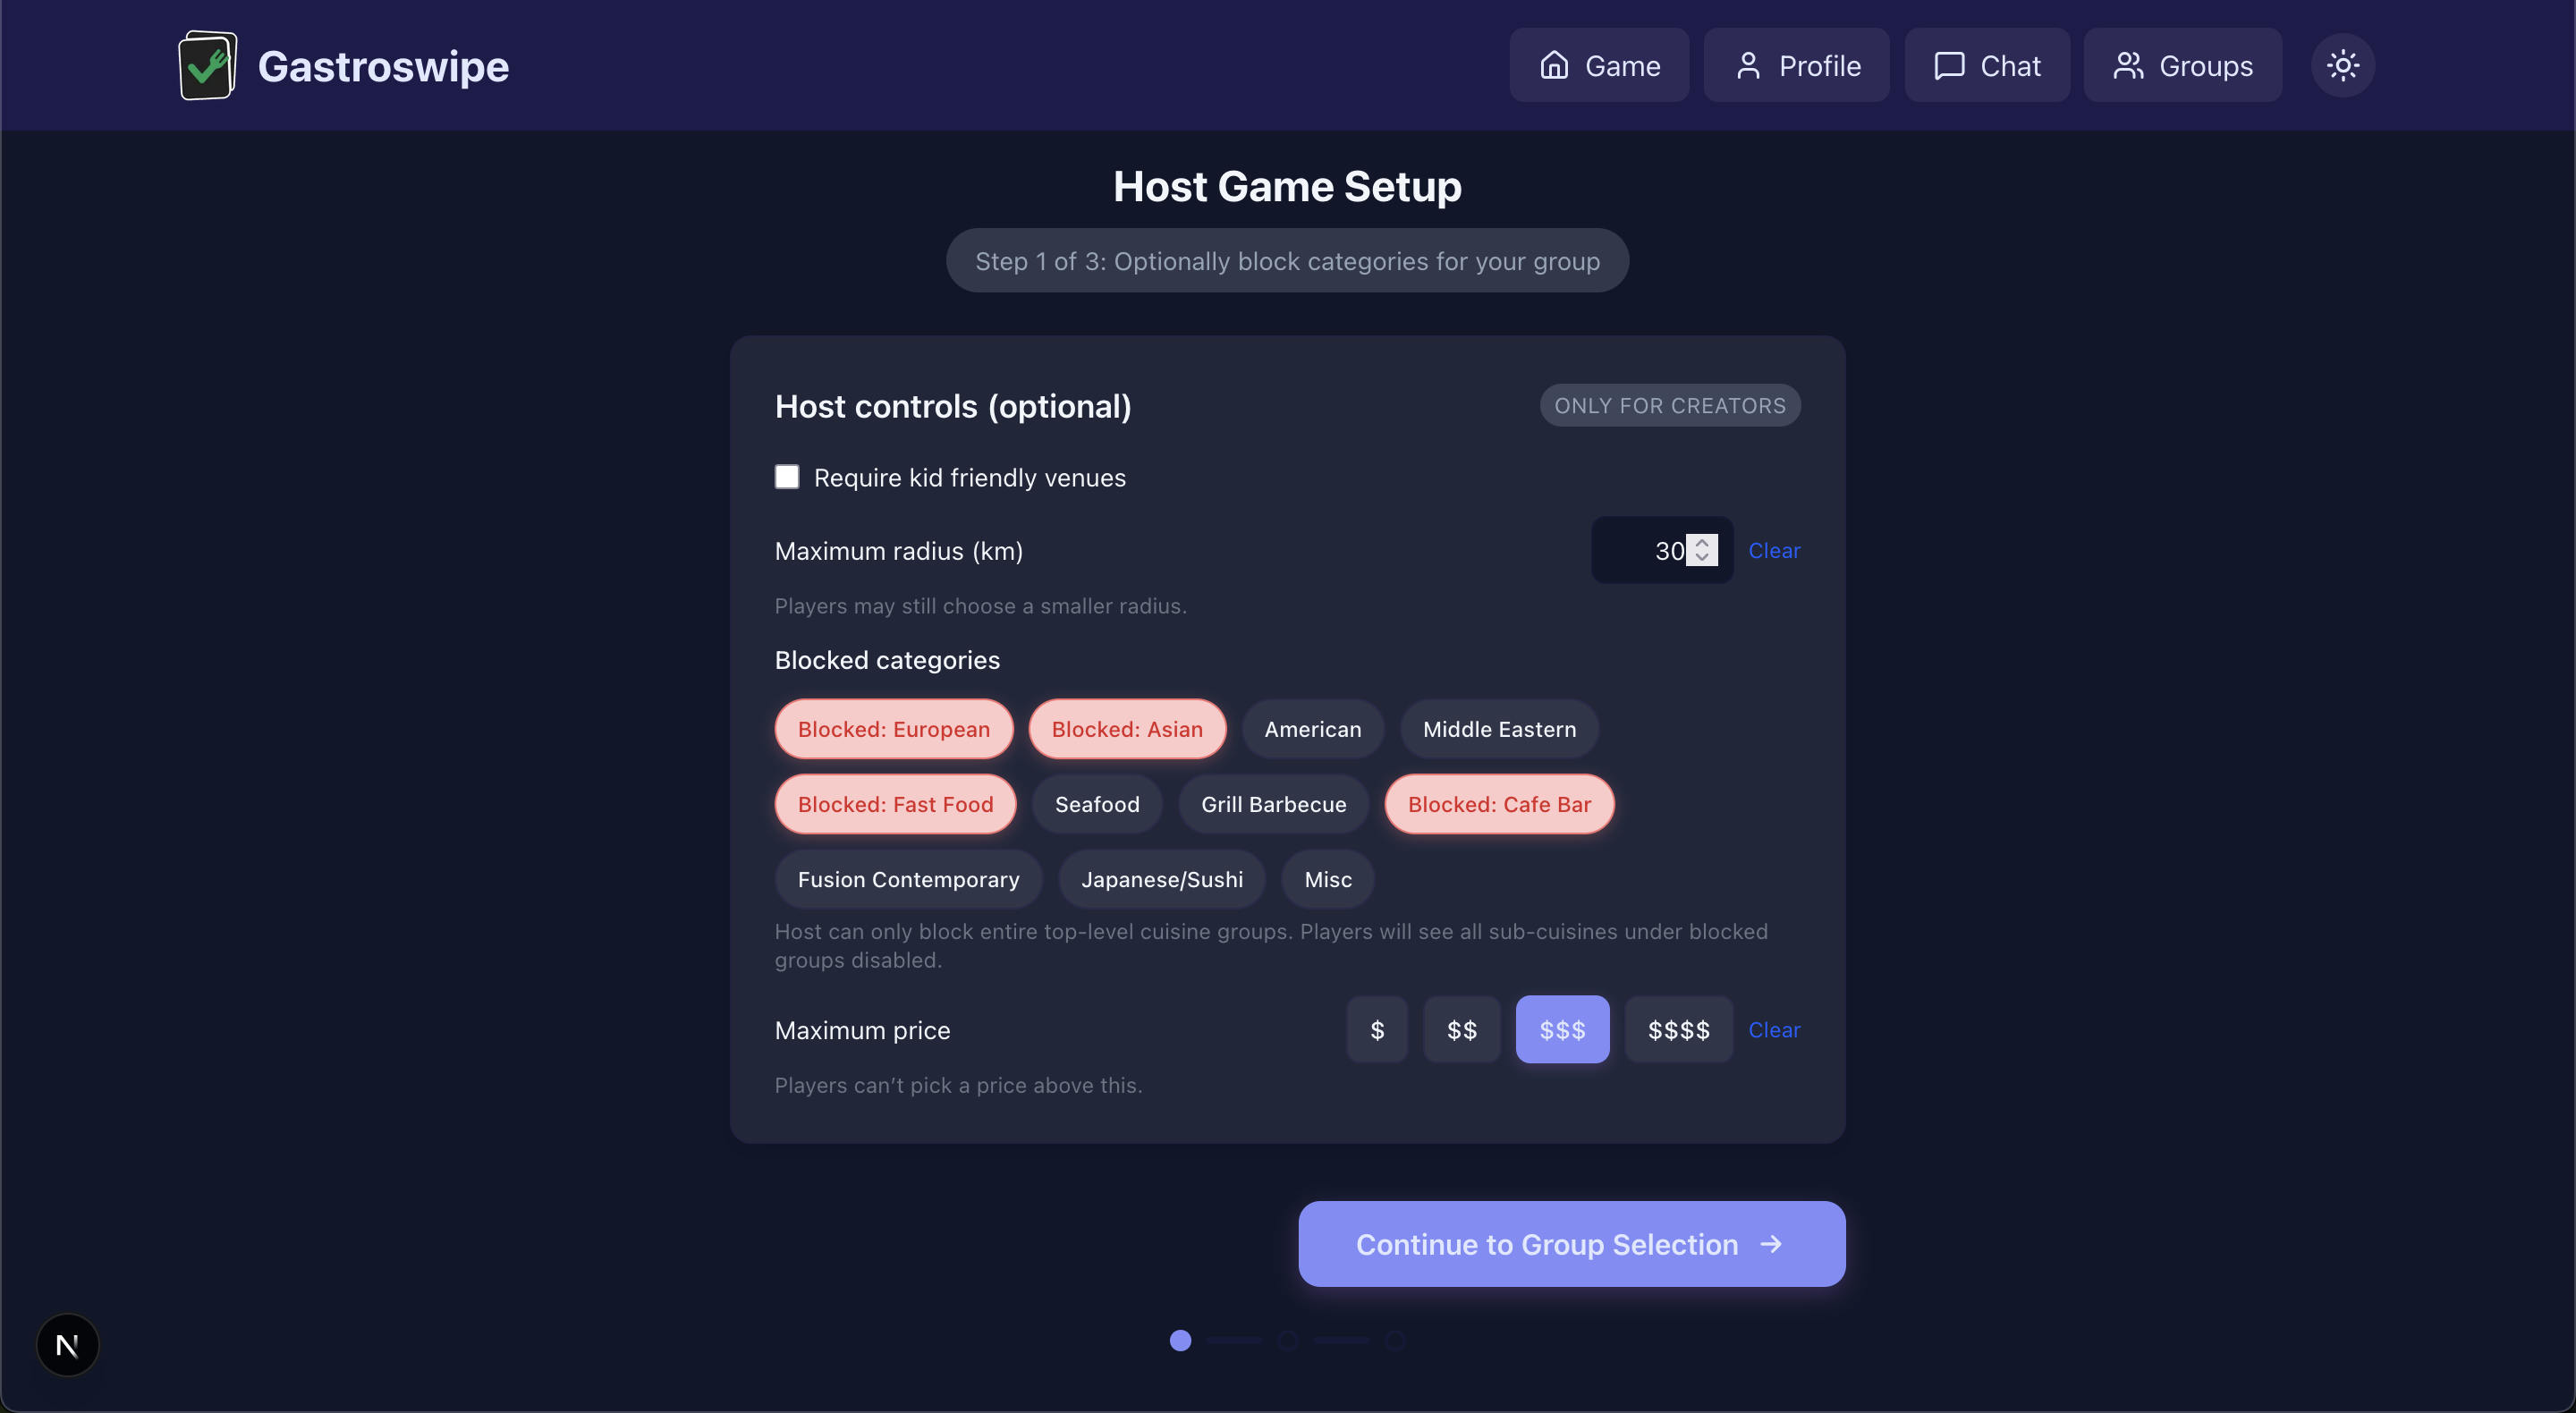 Gastroswipe
Game
Profile
Chat
Groups
Host Game Setup
Step 1 of 3: Optionally block categories for your group
Host controls (optional)
ONLY FOR CREATORS
Require kid friendly venues
Maximum radius (km)
30
Clear
Players may still choose a smaller radius.
Blocked categories
Blocked: European
Blocked: Asian
American
Middle Eastern
Blocked: Fast Food
Seafood
Grill Barbecue
Blocked: Cafe Bar
Fusion Contemporary
Japanese/Sushi
Misc
Host can only block entire top-level cuisine groups. Players will see all sub-cuisines under blocked
groups disabled.
Maximum price
$
$$
$$$
$$$$
Clear
Players can’t pick a price above this.
Continue to Group Selection →
N